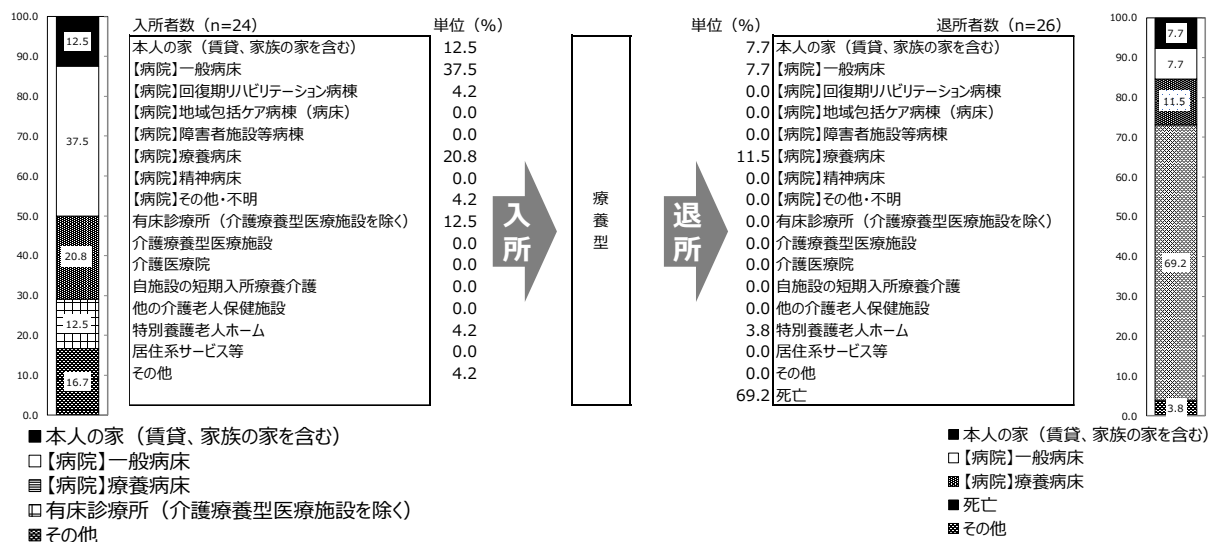 入所者数（n=24） 単位（%）
本人の家（賃貸、家族の家を含む） 12.5
【病院】一般病床 37.5
【病院】回復期リハビリテーション病棟 4.2
【病院】地域包括ケア病棟（病床） 0.0
【病院】障害者施設等病棟 0.0
【病院】療養病床 20.8
【病院】精神病床 0.0
【病院】その他・不明 4.2
有床診療所（介護療養型医療施設を除く） 12.5
介護療養型医療施設 0.0
介護医療院 0.0
自施設の短期入所療養介護 0.0
他の介護老人保健施設 0.0
特別養護老人ホーム 4.2
居住系サービス等 0.0
その他 4.2
100.0
90.0
80.0
70.0
60.0
50.0
40.0
30.0
20.0
10.0
0.0
12.5
37.5
20.8
12.5
16.7
■本人の家（賃貸、家族の家を含む）
□【病院】一般病床
【病院】療養病床
有床診療所（介護療養型医療施設を除く）
その他
入所
療養型
退所
単位（%） 退所者数（n=26）
7.7 本人の家（賃貸、家族の家を含む）
7.7 【病院】一般病床
0.0 【病院】回復期リハビリテーション病棟
0.0 【病院】地域包括ケア病棟（病床）
0.0 【病院】障害者施設等病棟
11.5 【病院】療養病床
0.0 【病院】精神病床
0.0 【病院】その他・不明
0.0 有床診療所（介護療養型医療施設を除く）
0.0 介護療養型医療施設
0.0 介護医療院
0.0 自施設の短期入所療養介護
0.0 他の介護老人保健施設
3.8 特別養護老人ホーム
0.0 居住系サービス等
0.0 その他
69.2 死亡
100.0
90.0
80.0
70.0
60.0
50.0
40.0
30.0
20.0
10.0
0.0
7.7
7.7
11.5
69.2
3.8
■本人の家（賃貸、家族の家を含む）
□【病院】一般病床
【病院】療養病床
■死亡
その他